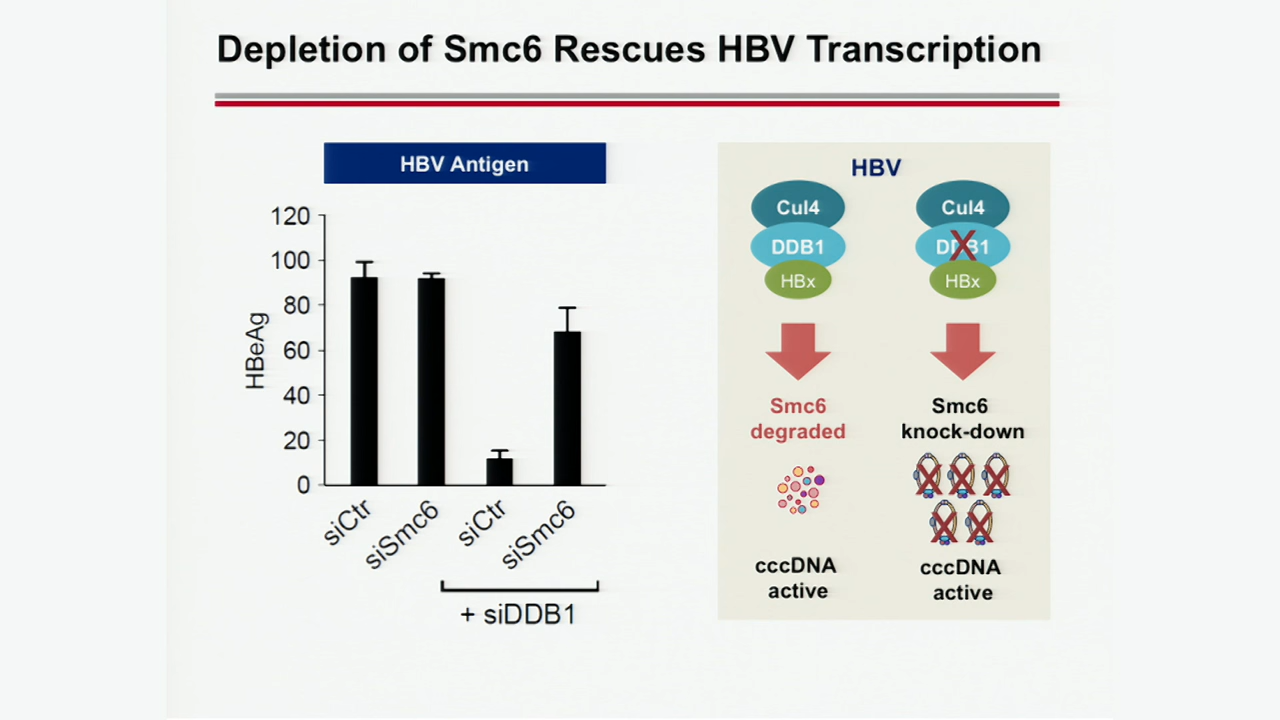 Depletion of Smc6 Rescues HBV Transcription
HBV Antigen
120
100
80
60
40
20
0
HBeAg
siCtr
siSmc6
siCtr
siSmc6
+ siDDB1
HBV
Cul4
DDB1
HBx
Smc6
degraded
cccDNA
active
Cul4
DDB1
HBx
Smc6
knock-down
cccDNA
active